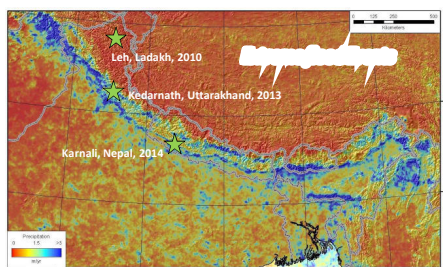 0 125 250 500
Kilometers
Leh, Ladakh, 2010
Kedarnath, Uttarakhand, 2013
Karnali, Nepal, 2014
Precipitation
0 1.5 >5
m/yr